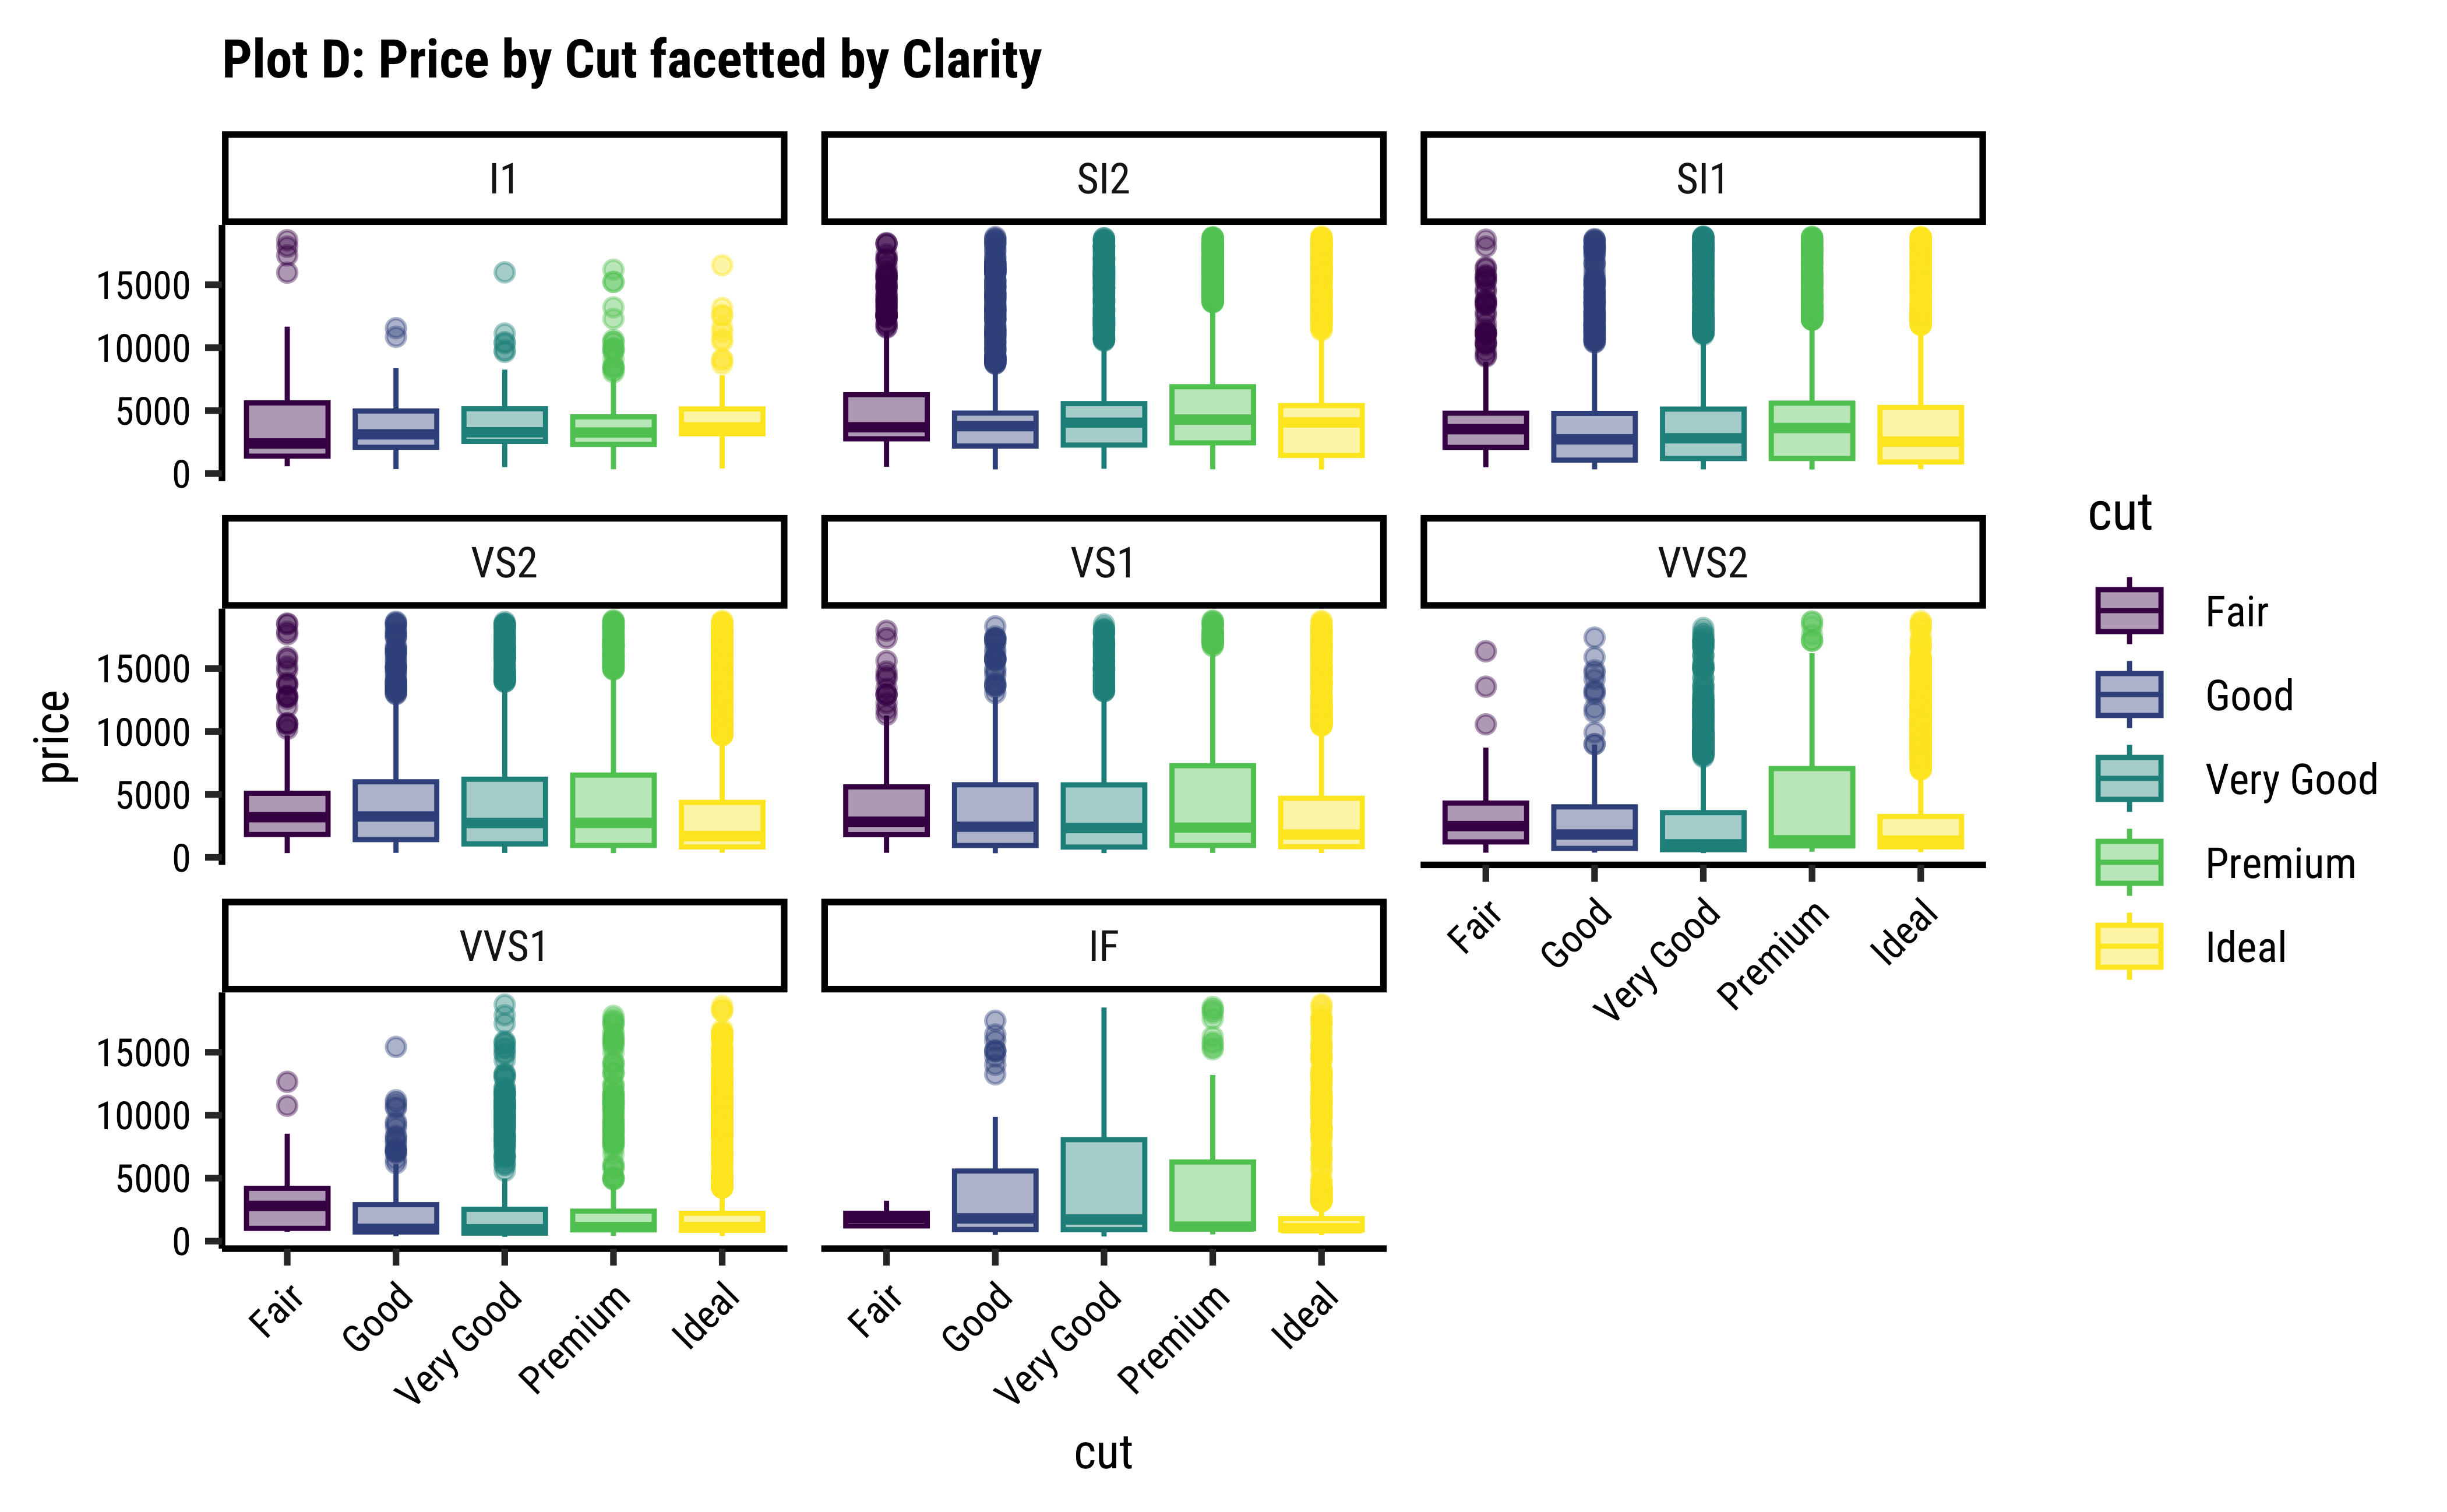 Plot D: Price by Cut facetted by Clarity
I1
SI2
SI1
15000
10000
5000
0
VS2
VS1
VVS2
15000
10000
5000
0
Fair
Good
Very Good
Premium
Ideal
VVS1
IF
15000
10000
5000
0
Fair
Good
Very Good
Premium
Ideal
Fair
Good
Very Good
Premium
Ideal
price
cut
cut
Fair
Good
Very Good
Premium
Ideal